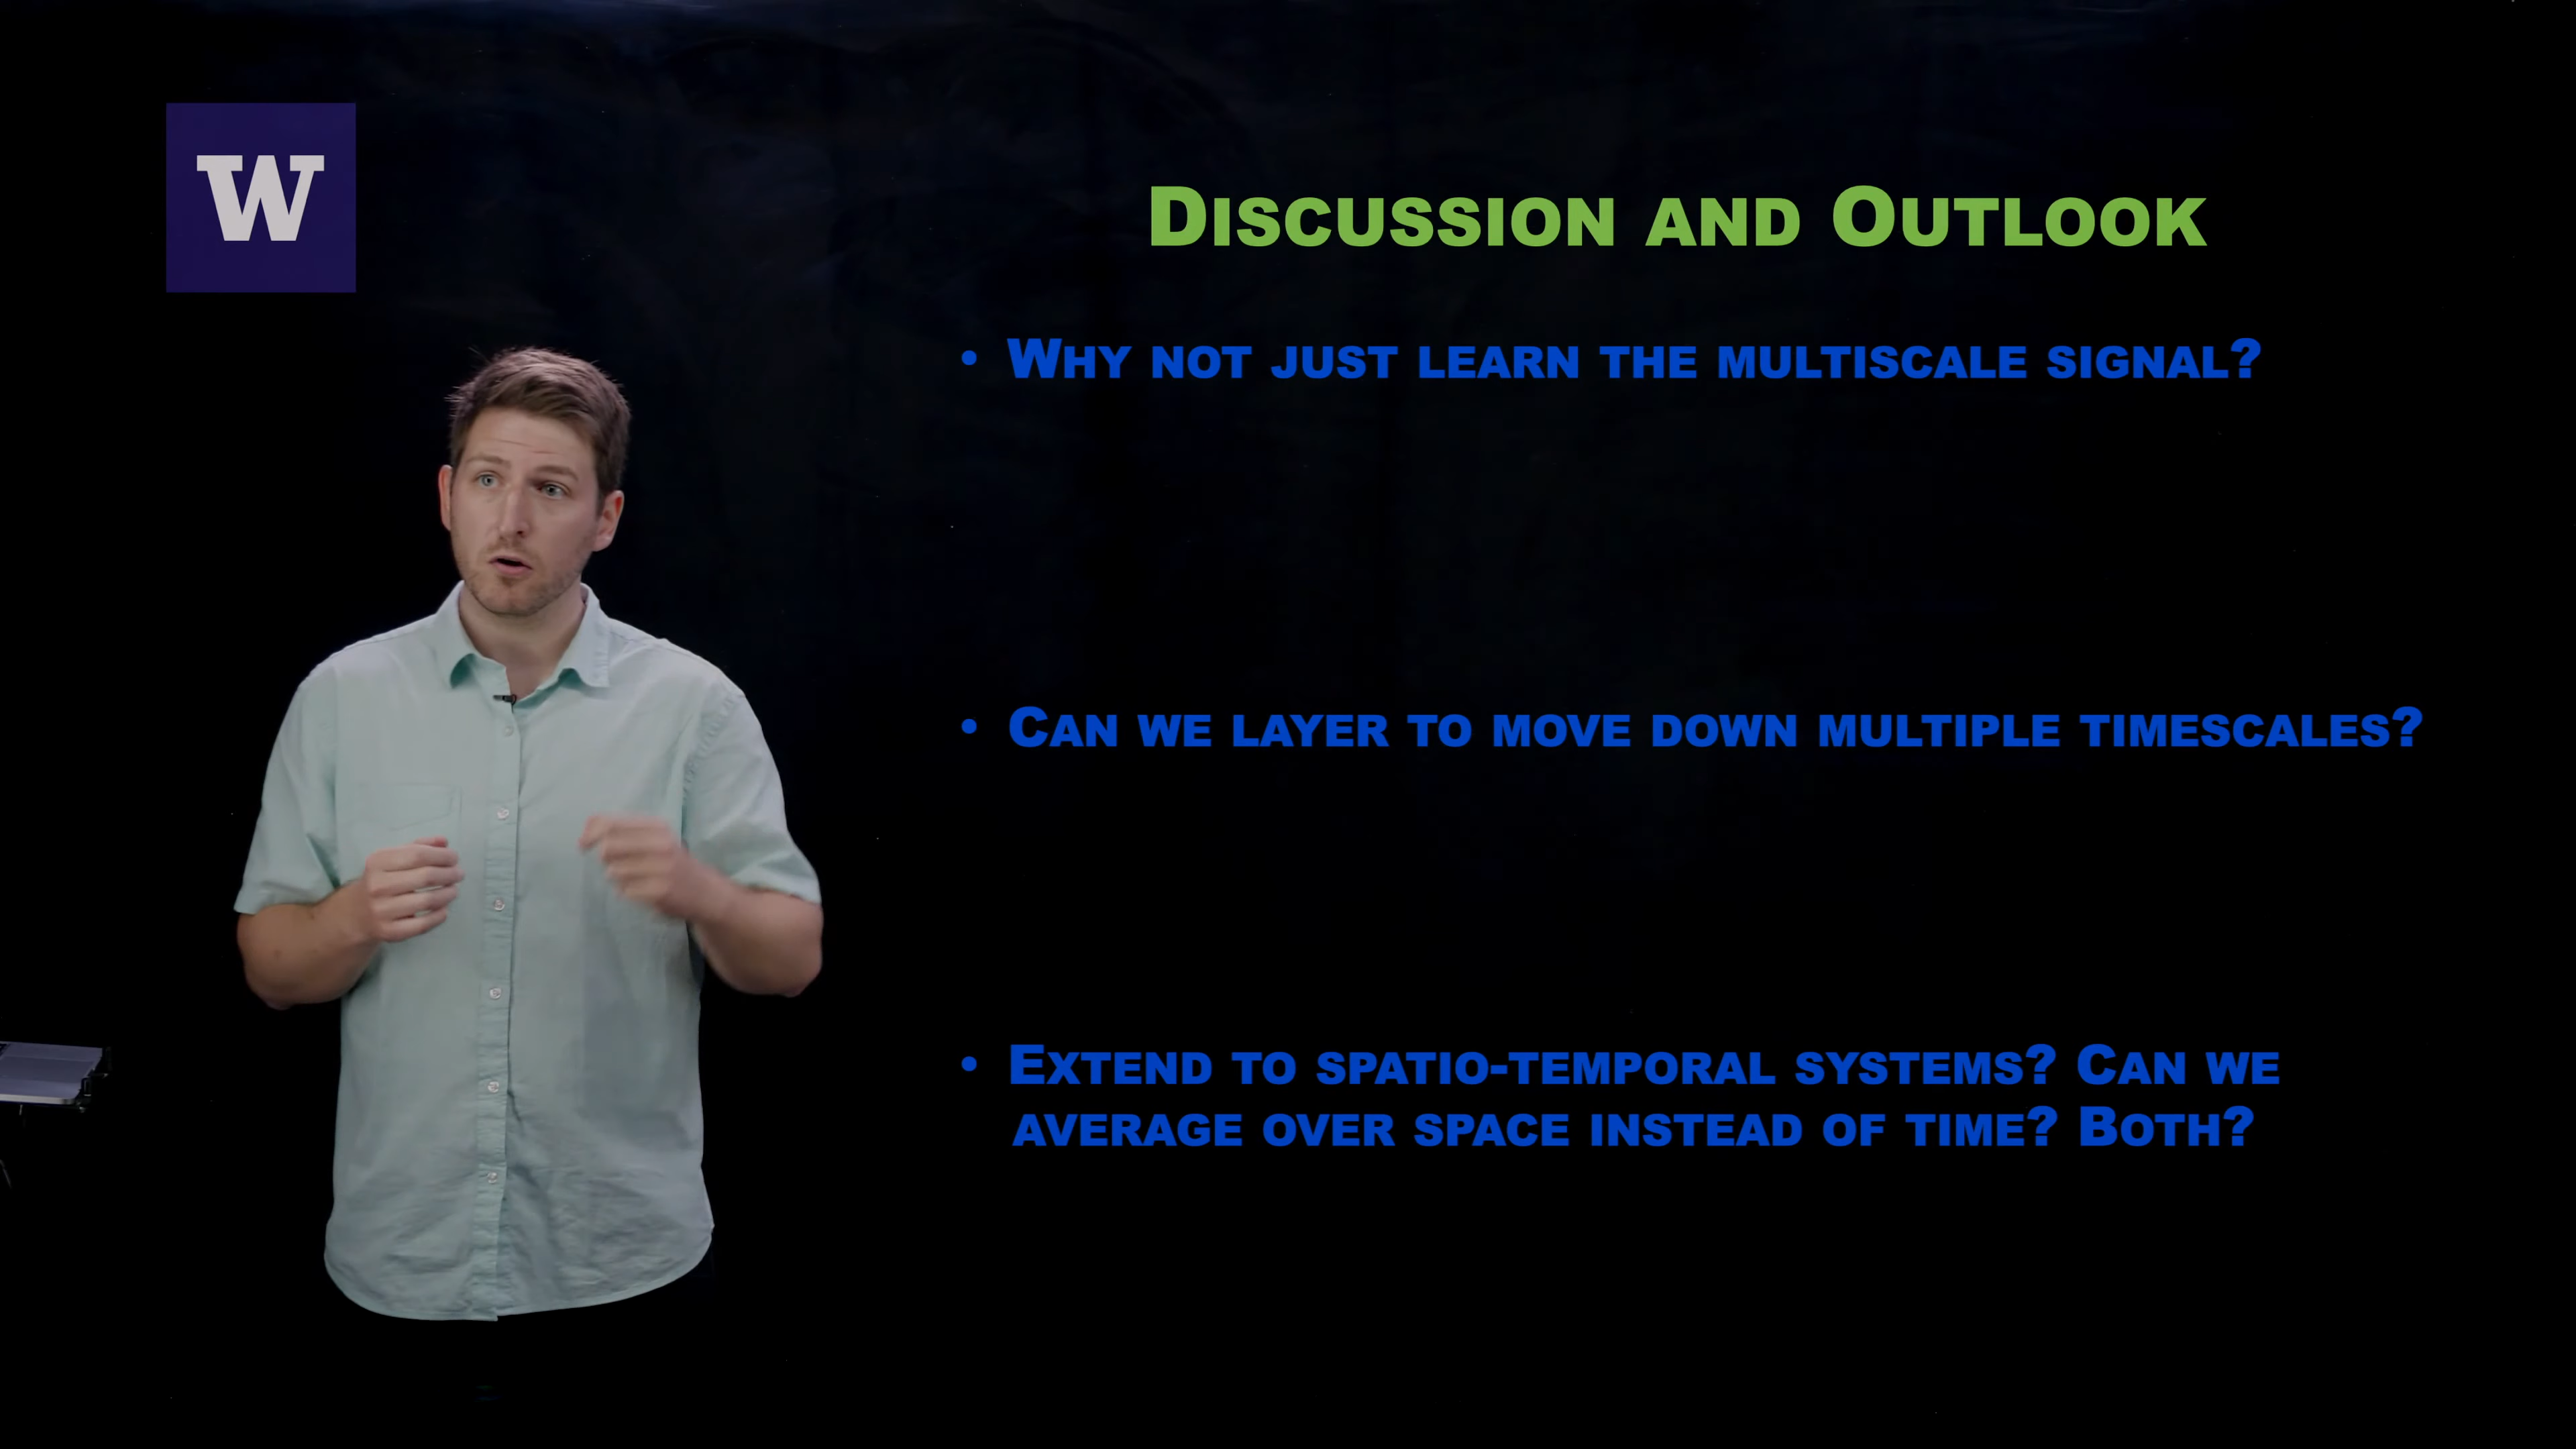 W
DISCUSSION AND OUTLOOK
• WHY NOT JUST LEARN THE MULTISCALE SIGNAL?
• CAN WE LAYER TO MOVE DOWN MULTIPLE TIMESCALES?
• EXTEND TO SPATIO-TEMPORAL SYSTEMS? CAN WE
AVERAGE OVER SPACE INSTEAD OF TIME? BOTH?